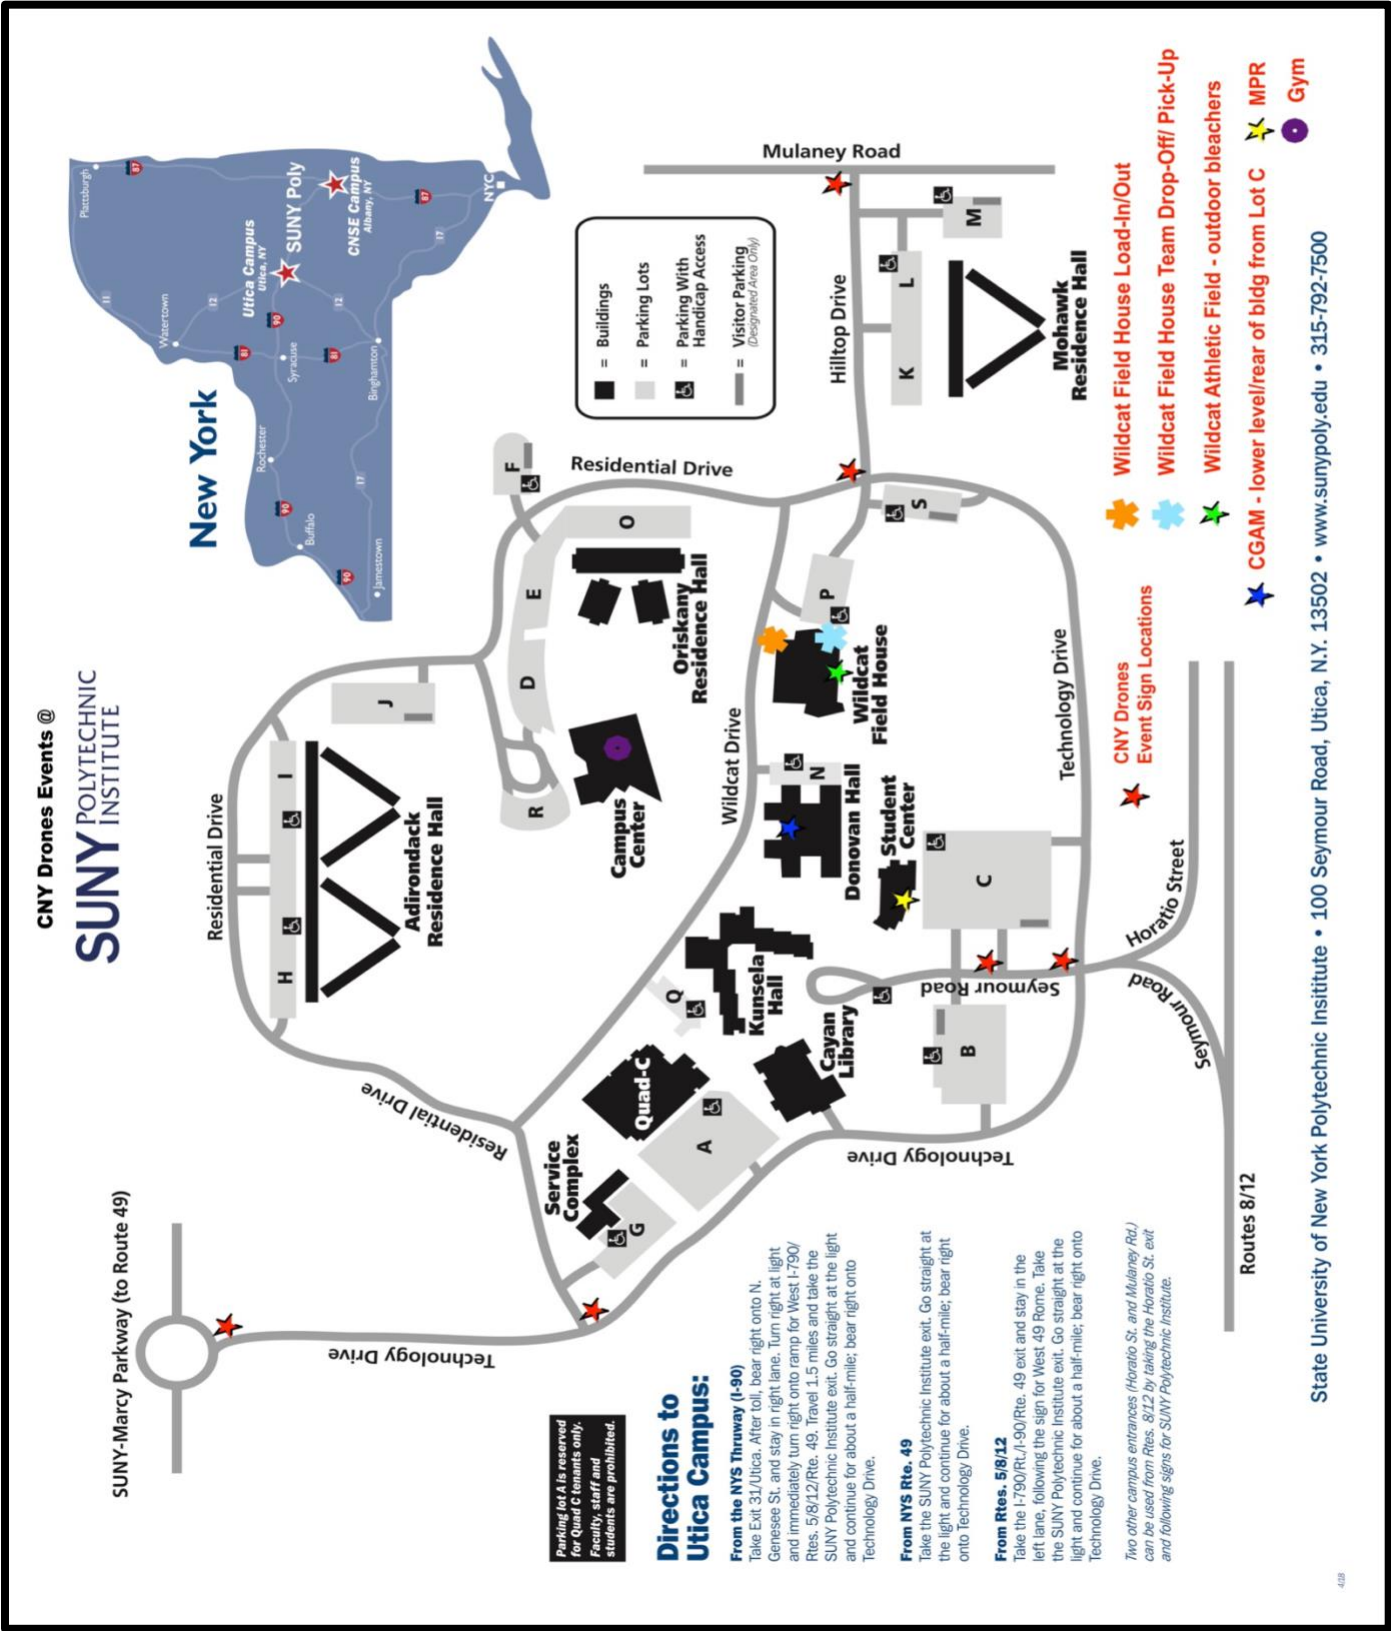 CNY Drones Events @
SUNY POLYTECHNIC
INSTITUTE
New York
Plattsburgh
87
11
Watertown
12
Utica Campus
Utica, NY
SUNY Poly
CNSE Campus
Albany, NY
90
81
Syracuse
81
12
Rochester
90
Buffalo
90
Jamestown
17
Binghamton
17
87
NYC
SUNY-Marcy Parkway (to Route 49)
Technology Drive
Residential Drive
Residential Drive
Residential Drive
H
I
J
Adirondack
Residence Hall
R
D
E
F
O
Campus
Center
Oriskany
Residence Hall
= Buildings
= Parking Lots
= Parking With
Handicap Access
= Visitor Parking
(Designated Area Only)
Mulaney Road
Hilltop Drive
K
L
M
Mohawk
Residence Hall
Service
Complex
G
Quad-C
A
Q
Kunsela
Hall
Cayan
Library
Wildcat Drive
Donovan Hall
N
Wildcat
Field House
P
S
Student
Center
C
B
Seymour Road
Technology Drive
Technology Drive
Horatio Street
Seymour Road
Routes 8/12
Parking lot A is reserved
for Quad C tenants only.
Faculty, staff and
students are prohibited.
Directions to
Utica Campus:
From the NYS Thruway (I-90)
Take Exit 31/Utica. After toll, bear right onto N.
Genesee St. and stay in right lane. Turn right at light
and immediately turn right onto ramp for West I-790/
Rtes. 5/8/12/Rte. 49. Travel 1.5 miles and take the
SUNY Polytechnic Institute exit. Go straight at the light
and continue for about a half-mile; bear right onto
Technology Drive.
From NYS Rte. 49
Take the SUNY Polytechnic Institute exit. Go straight at
the light and continue for about a half-mile; bear right
onto Technology Drive.
From Rtes. 5/8/12
Take the I-790/Rt./I-90/Rte. 49 exit and stay in the
left lane, following the sign for West 49 Rome. Take
the SUNY Polytechnic Institute exit. Go straight at the
light and continue for about a half-mile; bear right onto
Technology Drive.
Two other campus entrances (Horatio St. and Mulaney Rd.)
can be used from Rtes. 8/12 by taking the Horatio St. exit
and following signs for SUNY Polytechnic Institute.
CNY Drones
Event Sign Locations
Wildcat Field House Load-In/Out
Wildcat Field House Team Drop-Off/ Pick-Up
Wildcat Athletic Field - outdoor bleachers
CGAM - lower level/rear of bldg from Lot C
MPR
Gym
State University of New York Polytechnic Insititute • 100 Seymour Road, Utica, N.Y. 13502 • www.sunypoly.edu • 315-792-7500
4/18